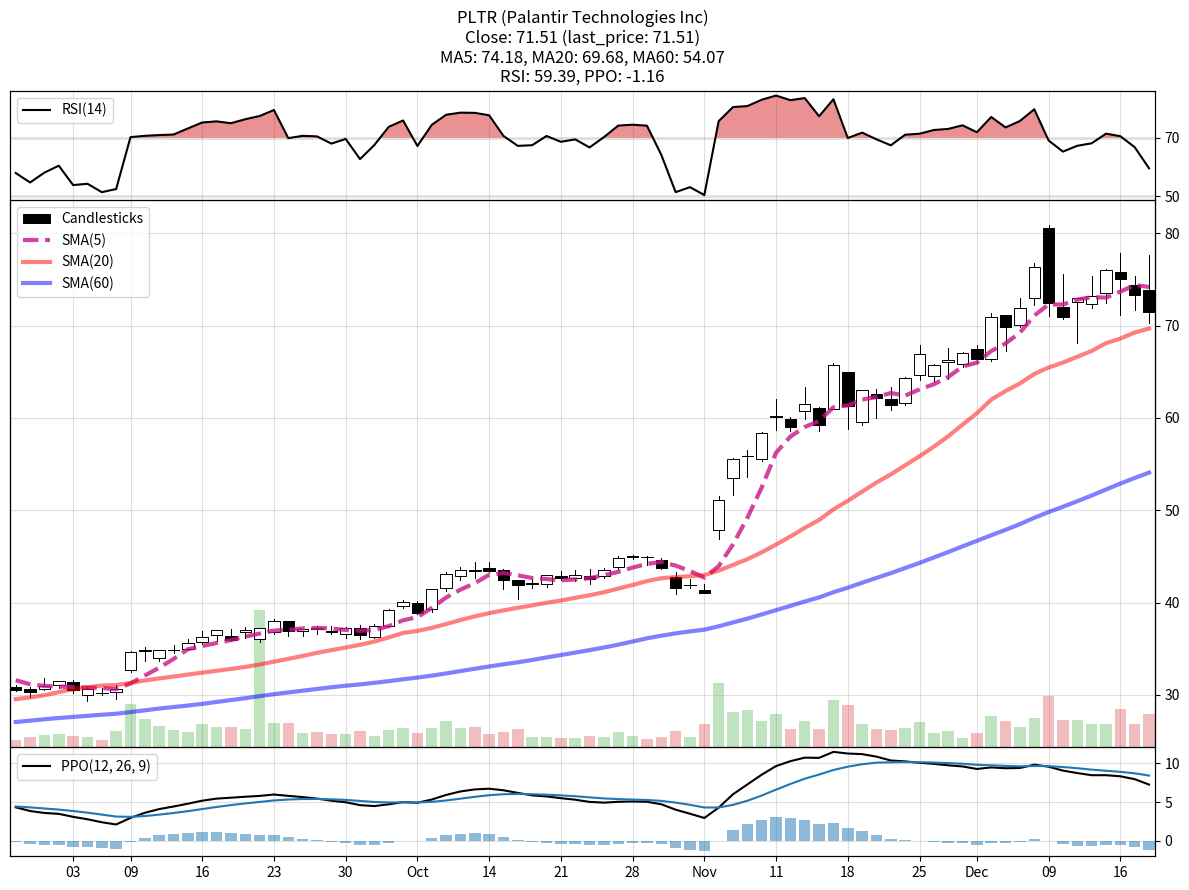 PLTR (Palantir Technologies Inc)
Close: 71.51 (last_price: 71.51)
MA5: 74.18, MA20: 69.68, MA60: 54.07
RSI: 59.39, PPO: -1.16
RSI(14)
70
50
Candlesticks
SMA(5)
SMA(20)
SMA(60)
80
70
60
50
40
30
PPO(12, 26, 9)
10
5
0
03 09 16 23 30 Oct 14 21 28 Nov 11 18 25 Dec 09 16